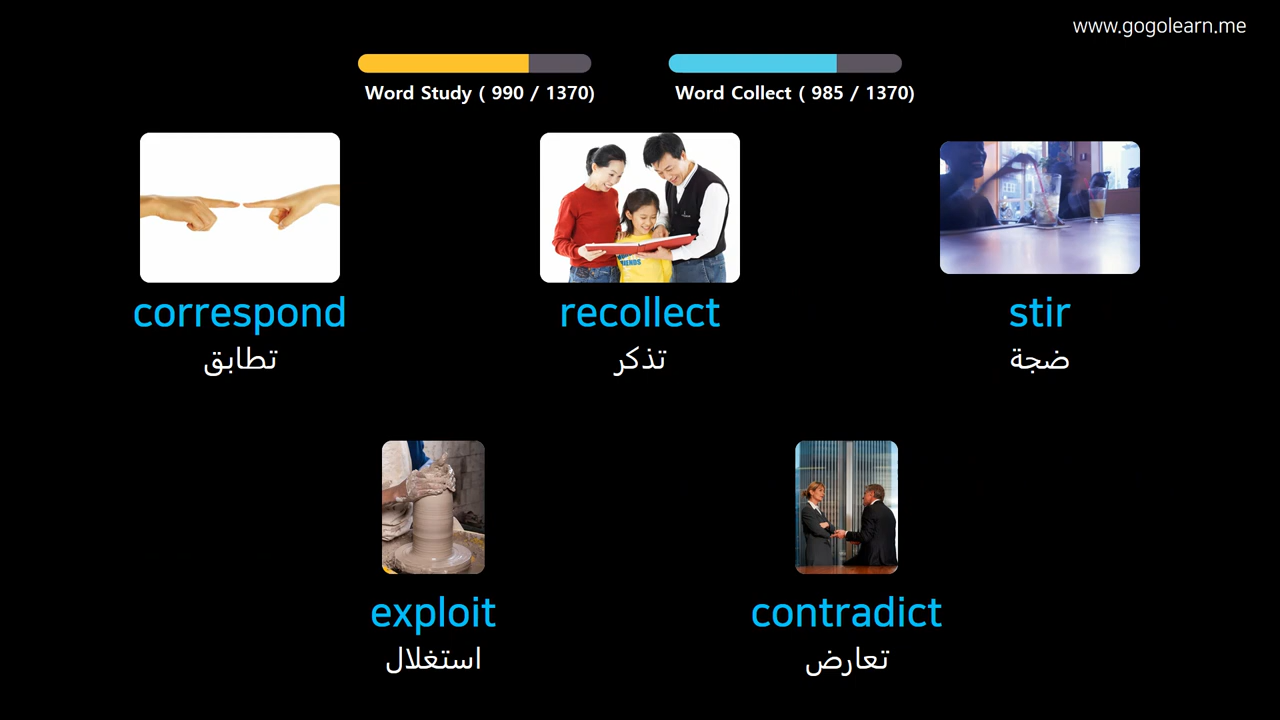 www.gogolearn.me
Word Study ( 990 / 1370)
Word Collect ( 985 / 1370)
correspond
تطابق
recollect
تذكر
stir
ضجة
exploit
استغلال
contradict
تعارض